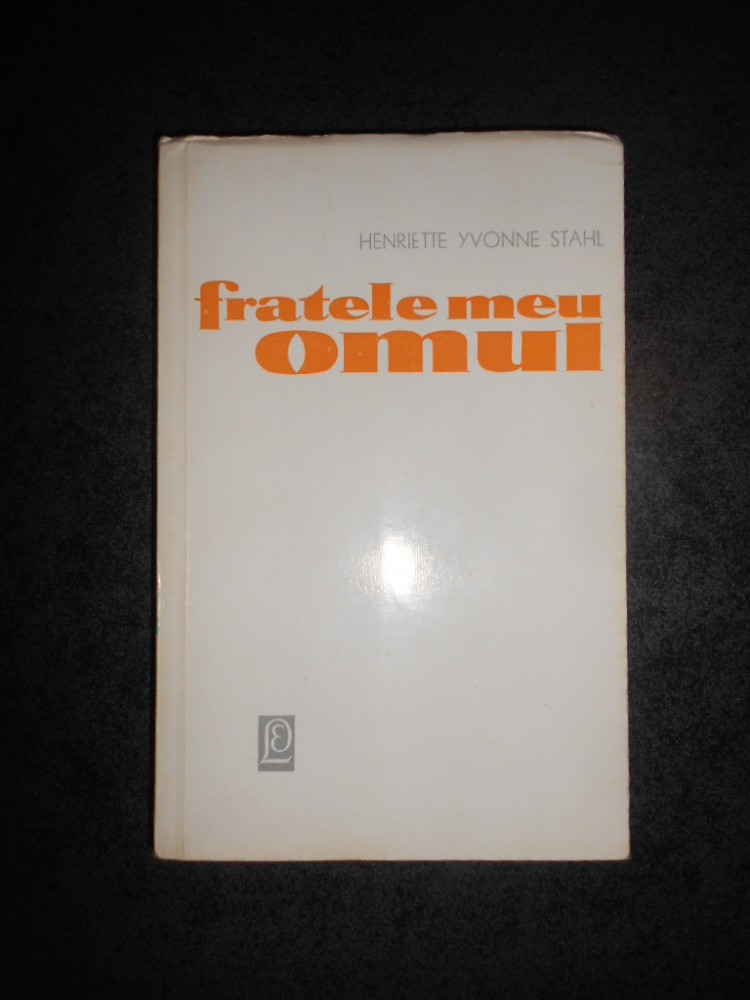 HENRIETTE YVONNE STAHL
fratele meu
omul